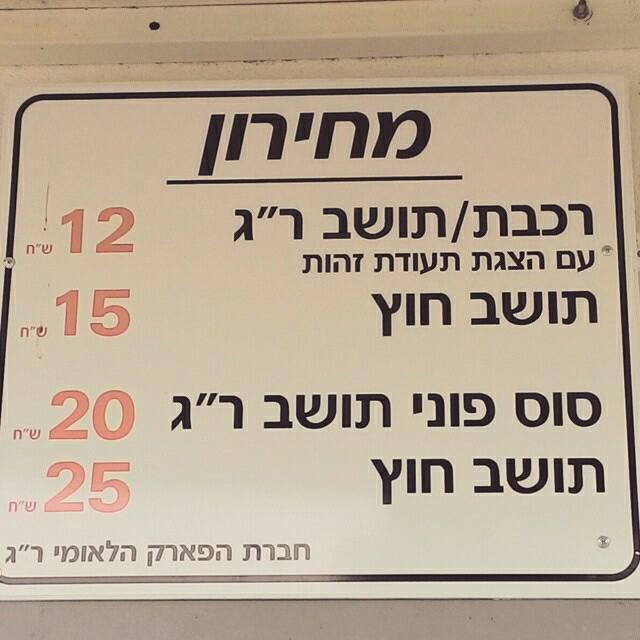 מחירון
רכבת/תושב ר״ג 12 ש״ח
עם הצגת תעודת זהות
תושב חוץ 15 ש״ח
סוס פוני תושב ר״ג 20 ש״ח
תושב חוץ 25 ש״ח
חברת הפארק הלאומי ר״ג